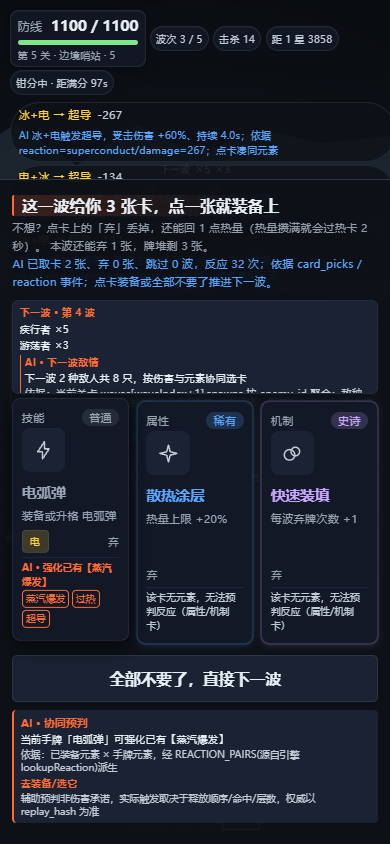 防线 1100 / 1100
第 5 关 · 边境哨站 · 5
波次 3 / 5
击杀 14
距 1 星 3858
钳分中 · 距满分 97s
冰+电 → 超导 -267
AI 冰+电触发超导，受击伤害 +60%、持续 4.0s；依据
reaction=superconduct/damage=267；点卡凑同元素
电+冰 → 超导 -134
下一波 ×5 ×3
这一波给你 3 张卡，点一张就装备上
不想？点卡上的「弃」丢掉，还能回 1 点热量（热量攒满就会过热卡 2
秒）。 本波还能弃 1 张，牌堆剩 3 张。
AI 已取卡 2 张、弃 0 张、跳过 0 波，反应 32 次；依据 card_picks /
reaction 事件；点卡装备或全部不要了推进下一波。
下一波 · 第 4 波
疾行者 ×5
游荡者 ×3
AI · 下一波敌情
下一波 2 种敌人共 8 只，按伤害与元素协同选卡
技能
普通
电弧弹
装备或升格 电弧弹
电
弃
AI · 强化已有【蒸汽
爆发】
蒸汽爆发
过热
超导
属性
稀有
散热涂层
热量上限 +20%
弃
该卡无元素，无法预
判反应（属性/机制
卡）
机制
史诗
快速装填
每波弃牌次数 +1
弃
该卡无元素，无法预
判反应（属性/机制
卡）
全部不要了，直接下一波
AI · 协同预判
当前手牌「电弧弹」可强化已有【蒸汽爆发】
依据：已装备元素 × 手牌元素，经 REACTION_PAIRS(源自引擎
lookupReaction)派生
去装备/选它
辅助预判非伤害承诺，实际触发取决于释放顺序/命中/层数，权威以
replay_hash 为准